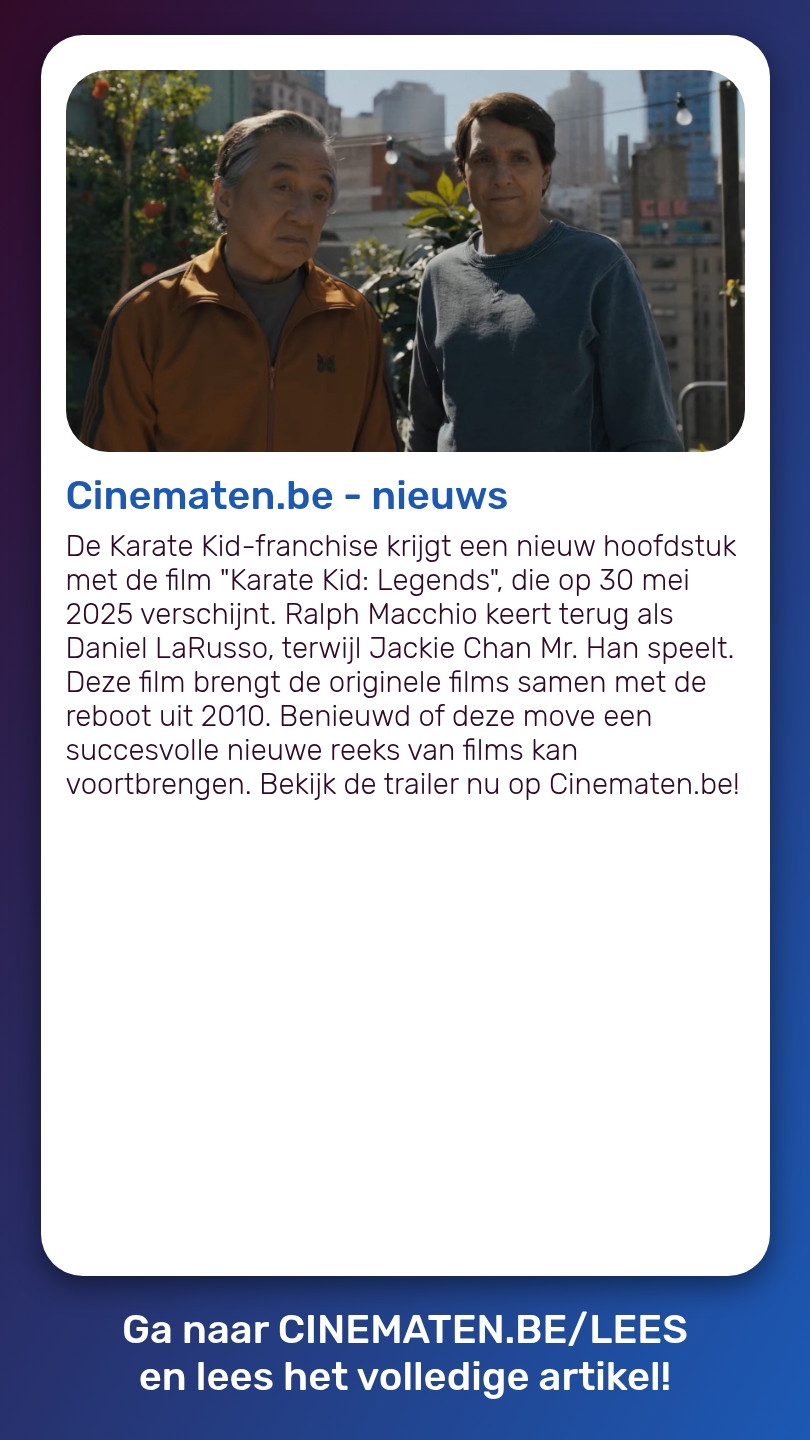 Cinematen.be - nieuws
De Karate Kid-franchise krijgt een nieuw hoofdstuk
met de film "Karate Kid: Legends", die op 30 mei
2025 verschijnt. Ralph Macchio keert terug als
Daniel LaRusso, terwijl Jackie Chan Mr. Han speelt.
Deze film brengt de originele films samen met de
reboot uit 2010. Benieuwd of deze move een
succesvolle nieuwe reeks van films kan
voortbrengen. Bekijk de trailer nu op Cinematen.be!
Ga naar CINEMATEN.BE/LEES
en lees het volledige artikel!